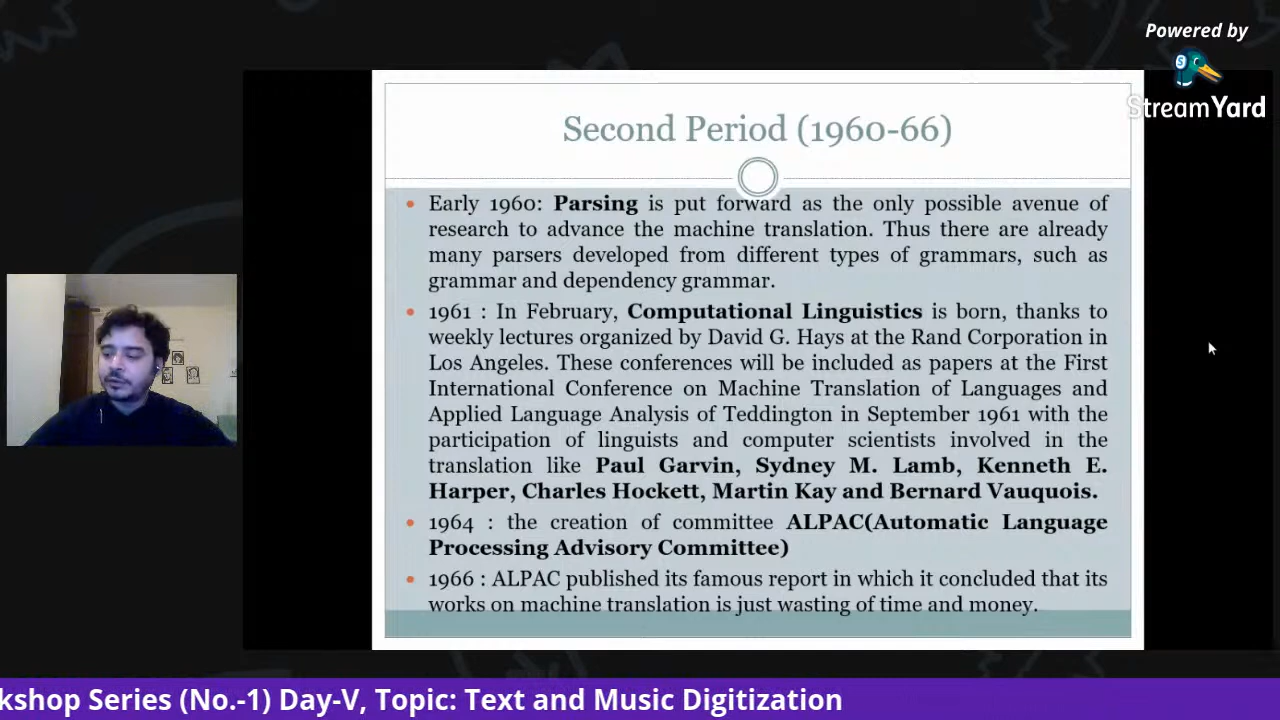 Powered by
StreamYard
Second Period (1960-66)
Early 1960: Parsing is put forward as the only possible avenue of
research to advance the machine translation. Thus there are already
many parsers developed from different types of grammars, such as
grammar and dependency grammar.
1961 : In February, Computational Linguistics is born, thanks to
weekly lectures organized by David G. Hays at the Rand Corporation in
Los Angeles. These conferences will be included as papers at the First
International Conference on Machine Translation of Languages and
Applied Language Analysis of Teddington in September 1961 with the
participation of linguists and computer scientists involved in the
translation like Paul Garvin, Sydney M. Lamb, Kenneth E.
Harper, Charles Hockett, Martin Kay and Bernard Vauquois.
1964 : the creation of committee ALPAC(Automatic Language
Processing Advisory Committee)
1966 : ALPAC published its famous report in which it concluded that its
works on machine translation is just wasting of time and money.
kshop Series (No.-1) Day-V, Topic: Text and Music Digitization